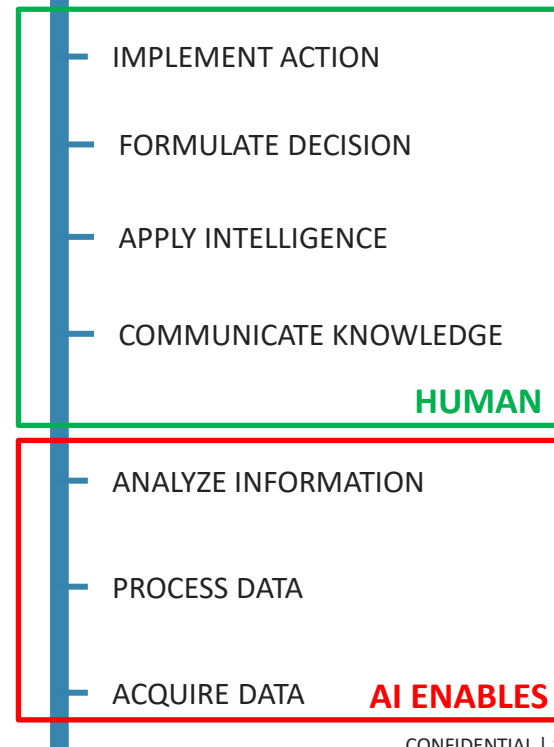 IMPLEMENT ACTION
FORMULATE DECISION
APPLY INTELLIGENCE
COMMUNICATE KNOWLEDGE
HUMAN
ANALYZE INFORMATION
PROCESS DATA
ACQUIRE DATA AI ENABLES
CONFIDENTIAL |